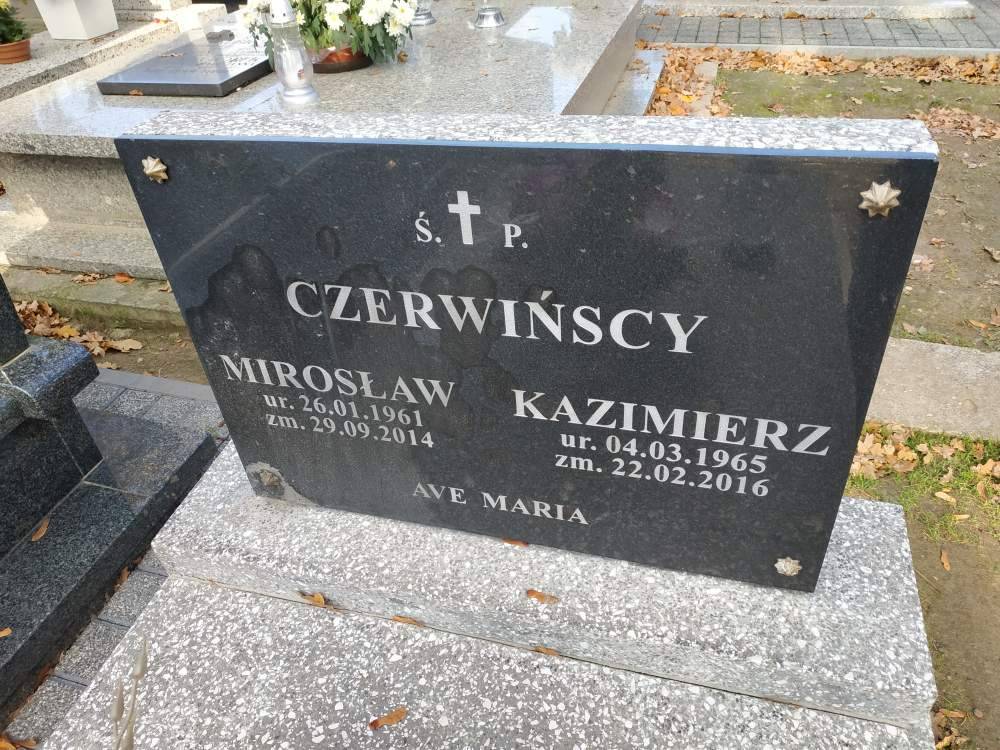 Ś. P.
CZERWIŃSCY
MIROSŁAW
ur. 26.01.1961
zm. 29.09.2014
KAZIMIERZ
ur. 04.03.1965
zm. 22.02.2016
AVE MARIA